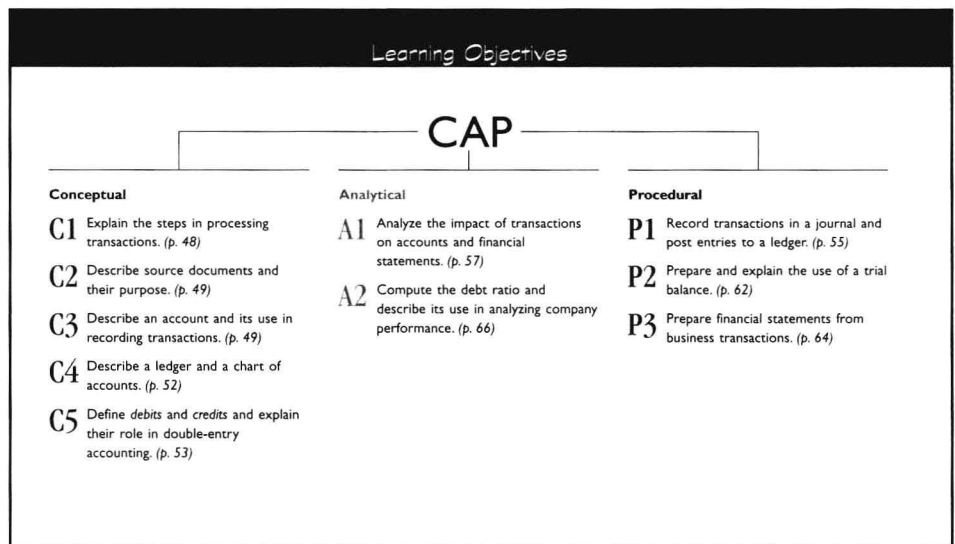 Learning Objectives
CAP
Conceptual
C1 Explain the steps in processing
transactions. (p. 48)
C2 Describe source documents and
their purpose. (p. 49)
C3 Describe an account and its use in
recording transactions. (p. 49)
C4 Describe a ledger and a chart of
accounts. (p. 52)
C5 Define debits and credits and explain
their role in double-entry
accounting. (p. 53)
Analytical
A1 Analyze the impact of transactions
on accounts and financial
statements. (p. 57)
A2 Compute the debt ratio and
describe its use in analyzing company
performance. (p. 66)
Procedural
P1 Record transactions in a journal and
post entries to a ledger. (p. 55)
P2 Prepare and explain the use of a trial
balance. (p. 62)
P3 Prepare financial statements from
business transactions. (p. 64)